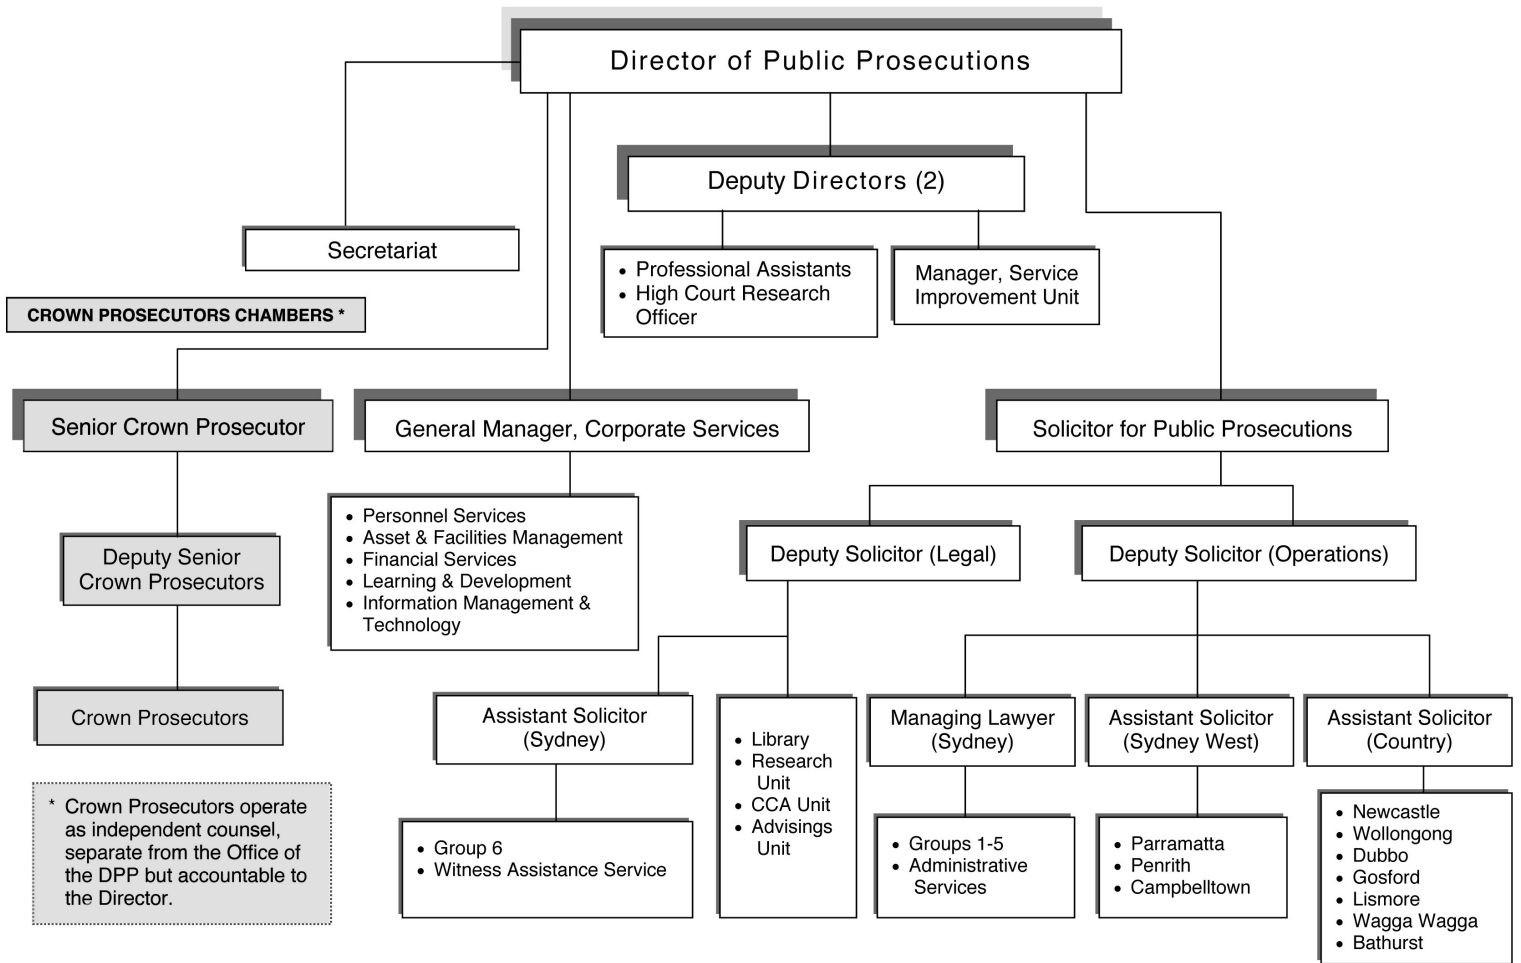 Director of Public Prosecutions
Deputy Directors (2)
Secretariat
• Professional Assistants
• High Court Research
Officer
Manager, Service
Improvement Unit
CROWN PROSECUTORS CHAMBERS *
Senior Crown Prosecutor
General Manager, Corporate Services
Solicitor for Public Prosecutions
• Personnel Services
• Asset & Facilities Management
• Financial Services
• Learning & Development
• Information Management &
Technology
Deputy Senior
Crown Prosecutors
Deputy Solicitor (Legal)
Deputy Solicitor (Operations)
Crown Prosecutors
Assistant Solicitor
(Sydney)
• Library
• Research
Unit
• CCA Unit
• Advisings
Unit
Managing Lawyer
(Sydney)
Assistant Solicitor
(Sydney West)
Assistant Solicitor
(Country)
* Crown Prosecutors operate
as independent counsel,
separate from the Office of
the DPP but accountable to
the Director.
• Group 6
• Witness Assistance Service
• Groups 1-5
• Administrative
Services
• Parramatta
• Penrith
• Campbelltown
• Newcastle
• Wollongong
• Dubbo
• Gosford
• Lismore
• Wagga Wagga
• Bathurst